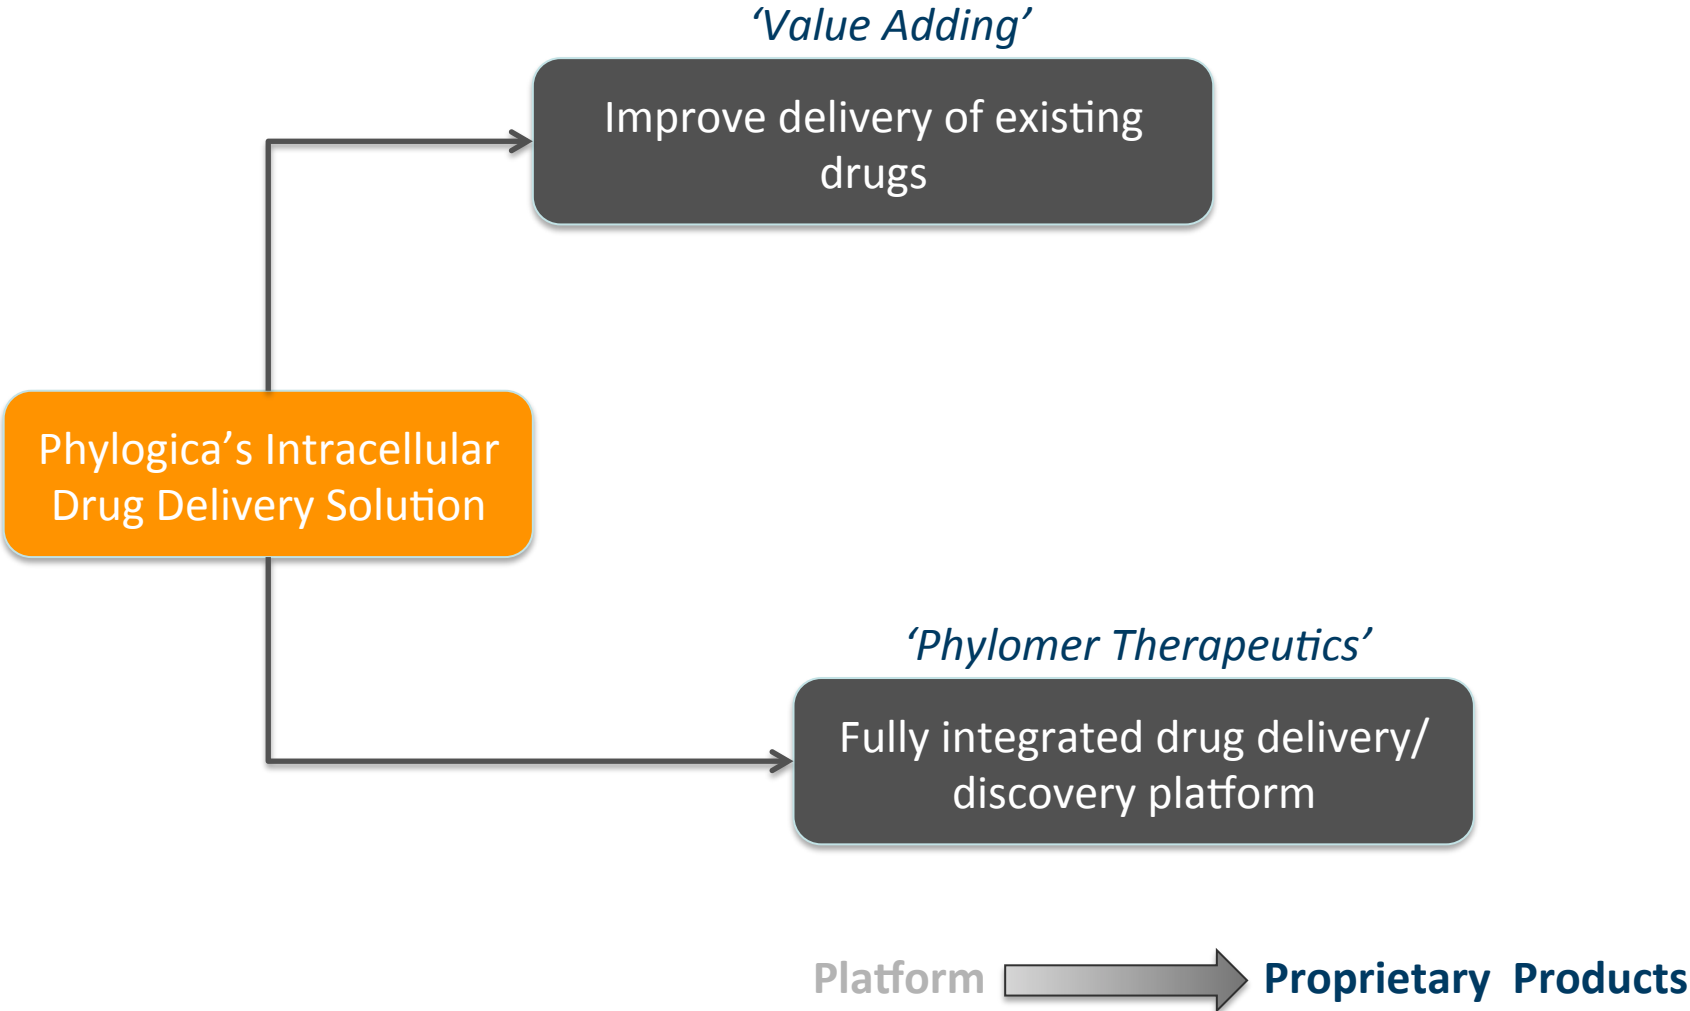 ‘Value Adding’
Improve delivery of existing
drugs
Phylogica’s Intracellular
Drug Delivery Solution
‘Phylomer Therapeutics’
Fully integrated drug delivery/
discovery platform
Platform
Proprietary Products